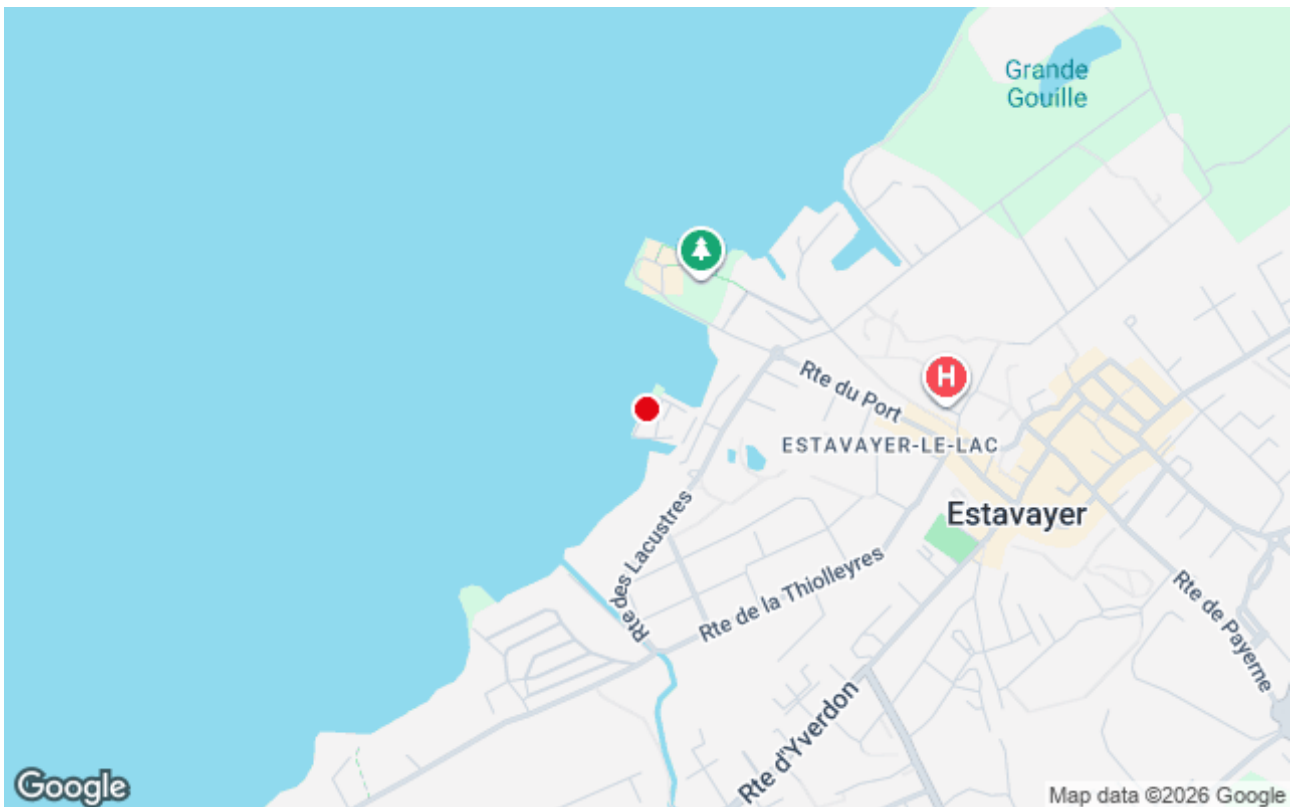 Grande
Gouille
Rte du Port
H
ESTAVAYER-LE-LAC
Estavayer
Rte des Lacustres
Rte de la Thiolleyres
Rte de Payerne
Rte d'Yverdon
Google
Map data ©2026 Google